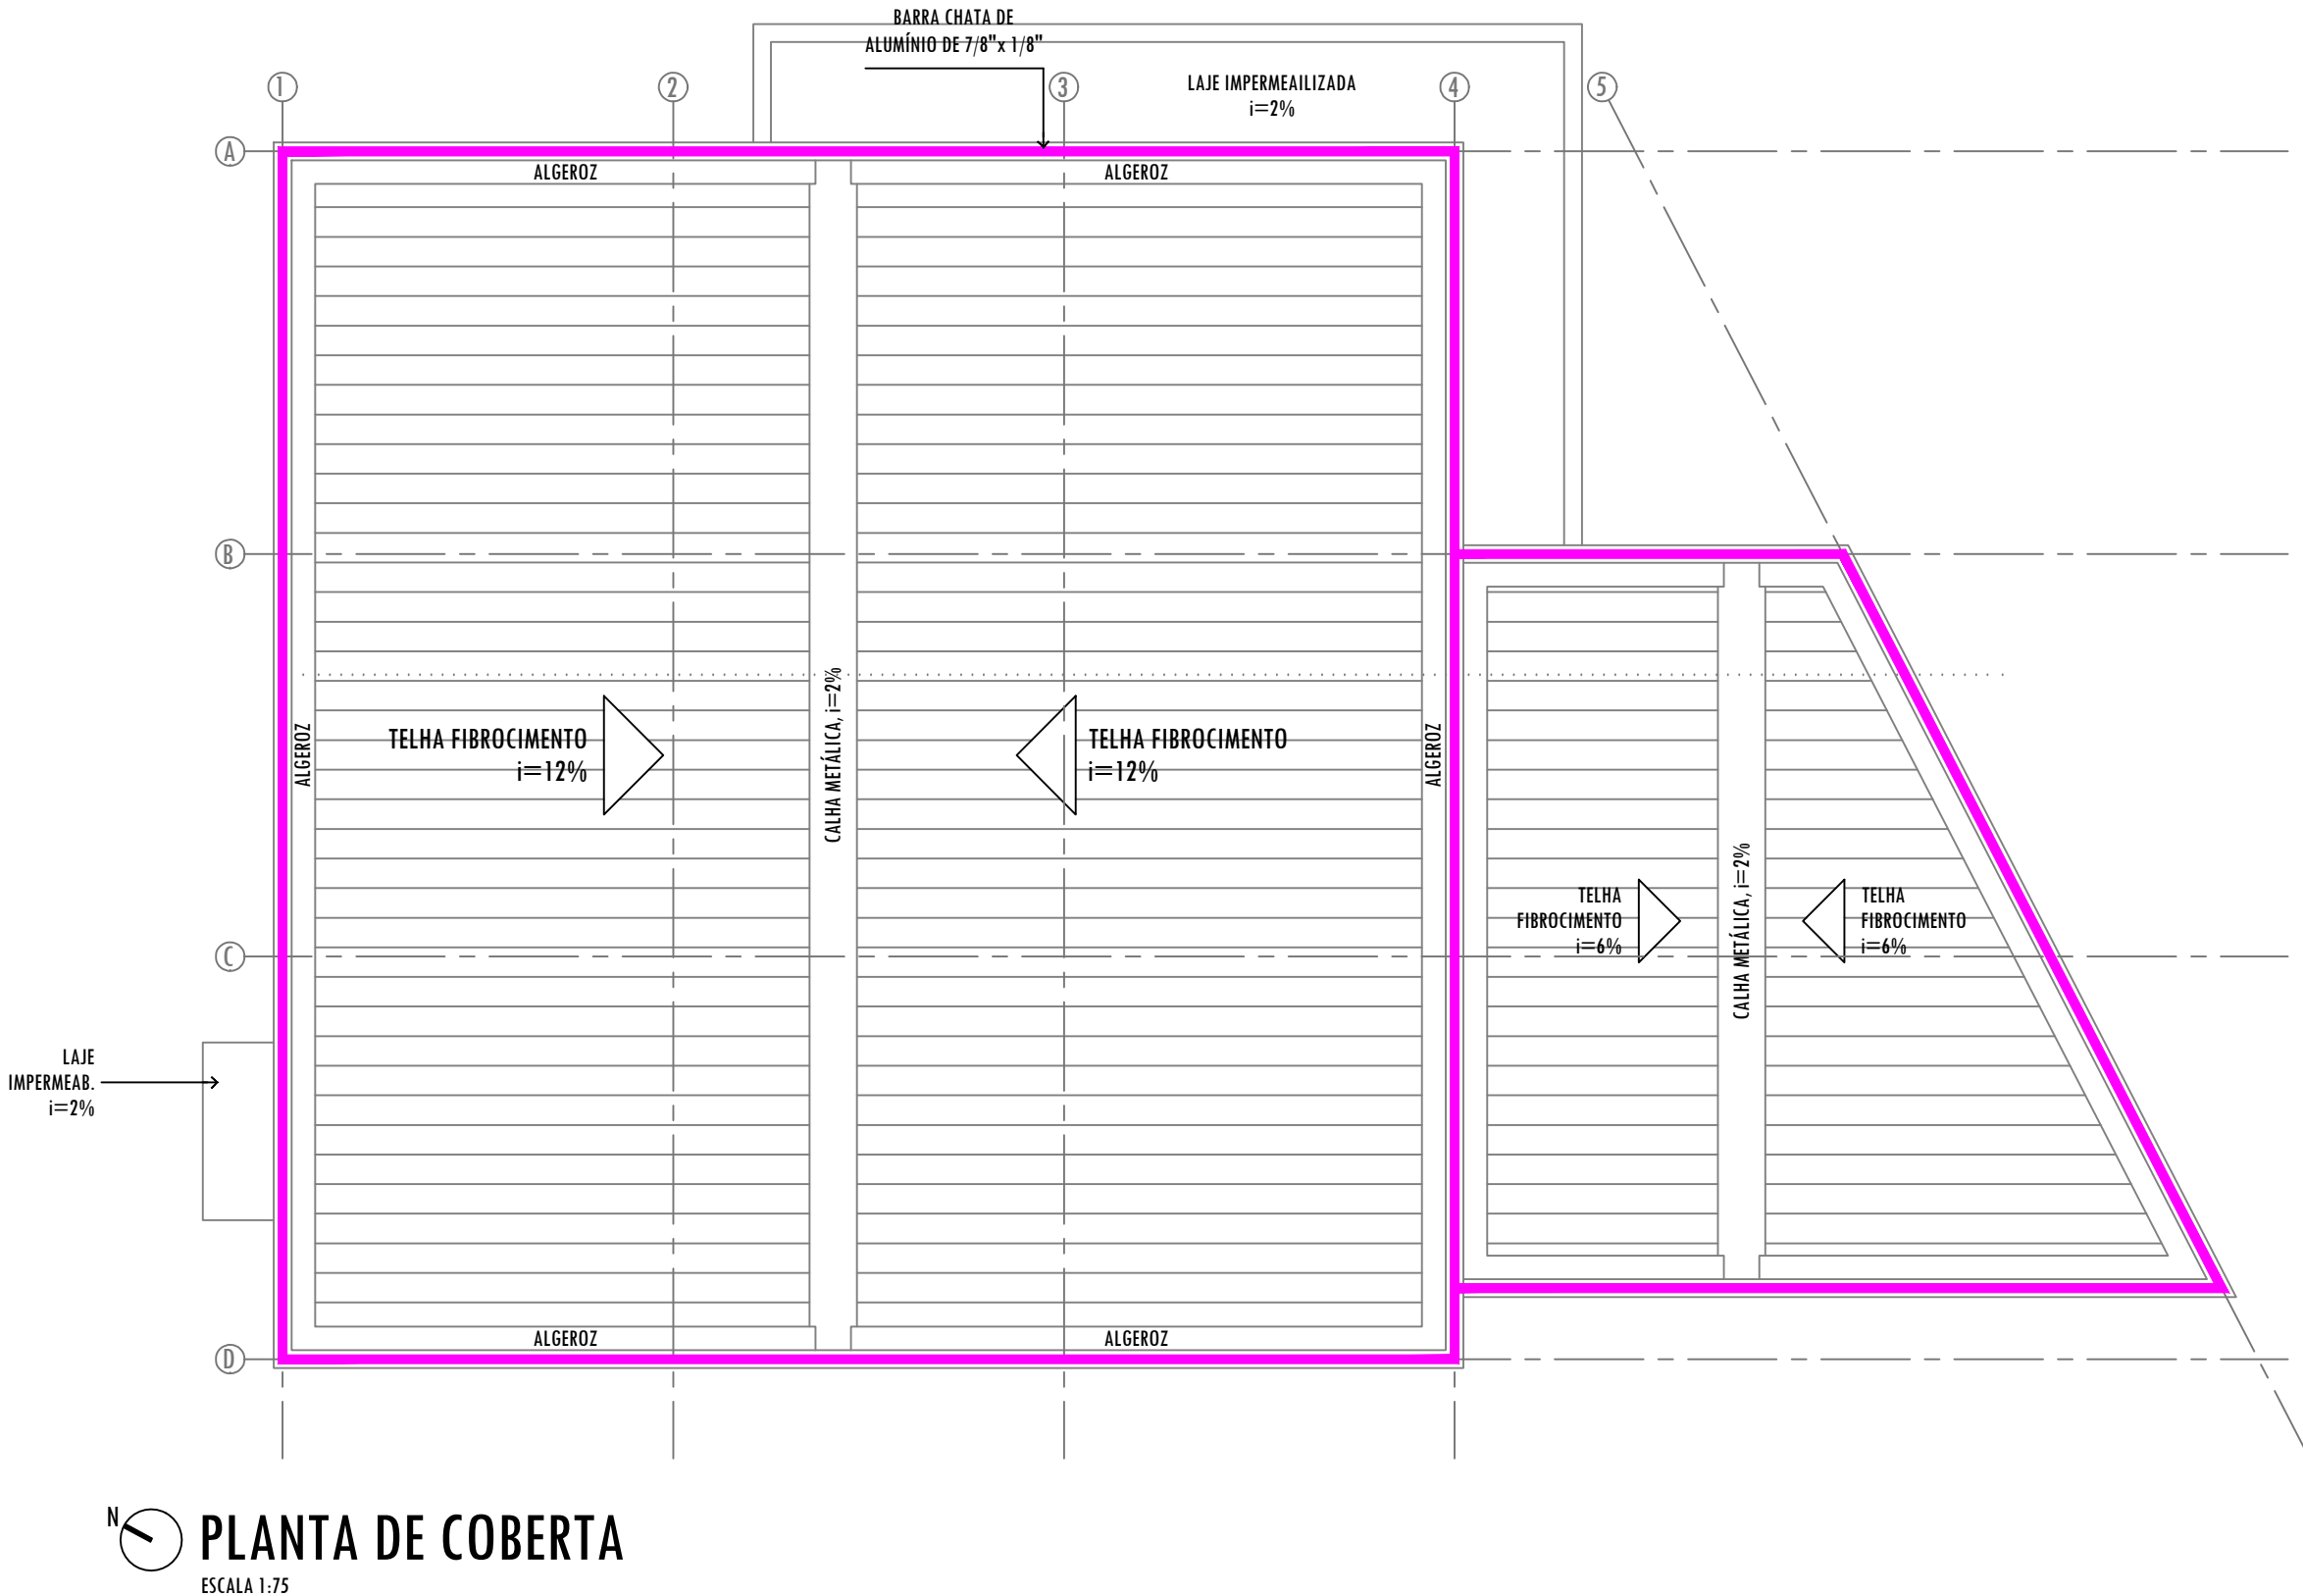 BARRA CHATA DE
ALUMÍNIO DE 7/8"x 1/8"
LAJE IMPERMEAILIZADA
i=2%
1
2
3
4
5
A
ALGEROZ
ALGEROZ
B
TELHA FIBROCIMENTO
i=12%
TELHA FIBROCIMENTO
i=12%
ALGEROZ
CALHA METÁLICA, i=2%
ALGEROZ
TELHA
FIBROCIMENTO
i=6%
CALHA METÁLICA, i=2%
TELHA
FIBROCIMENTO
i=6%
C
LAJE
IMPERMEAB.
i=2%
ALGEROZ
ALGEROZ
D
N
PLANTA DE COBERTA
ESCALA 1:75